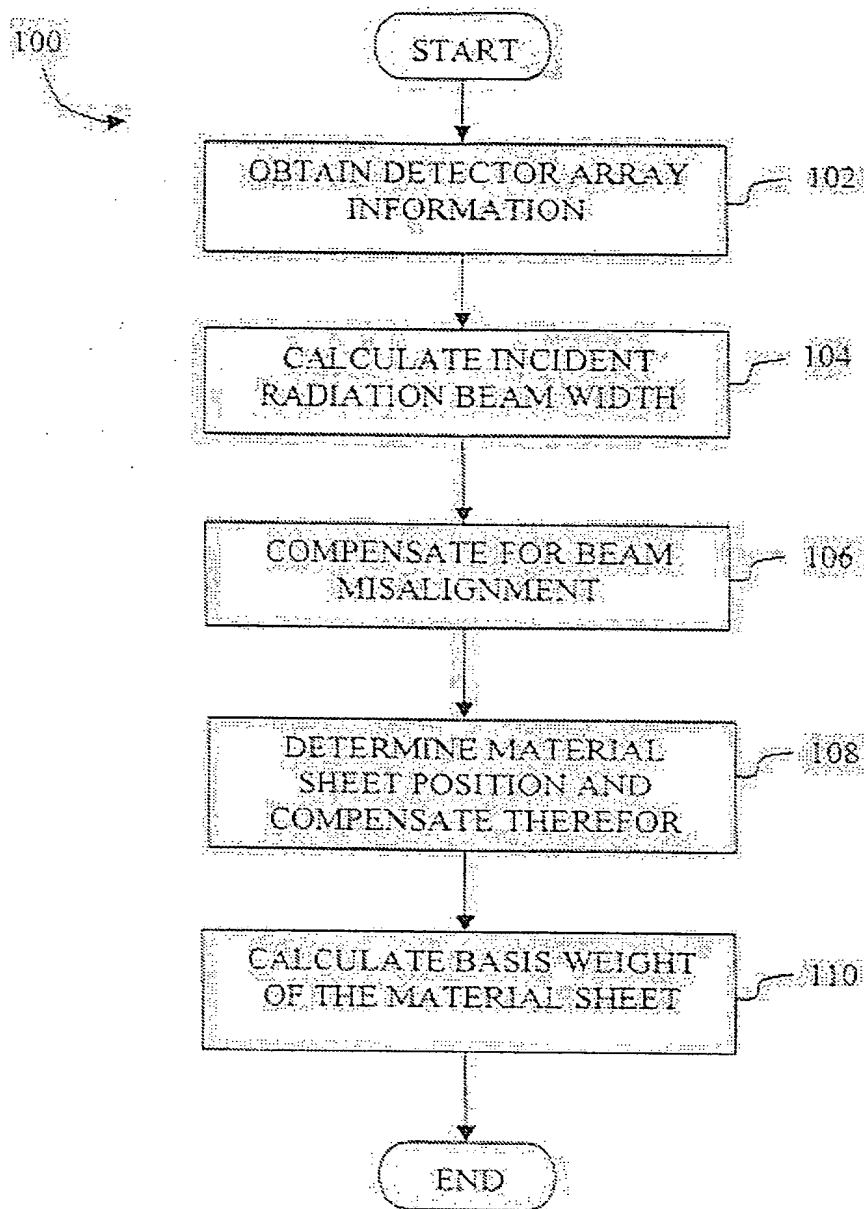 100
START
OBTAIN DETECTOR ARRAY
INFORMATION
102
CALCULATE INCIDENT
RADIATION BEAM WIDTH
104
COMPENSATE FOR BEAM
MISALIGNMENT
106
DETERMINE MATERIAL
SHEET POSITION AND
COMPENSATE THEREFOR
108
CALCULATE BASIS WEIGHT
OF THE MATERIAL SHEET
110
END